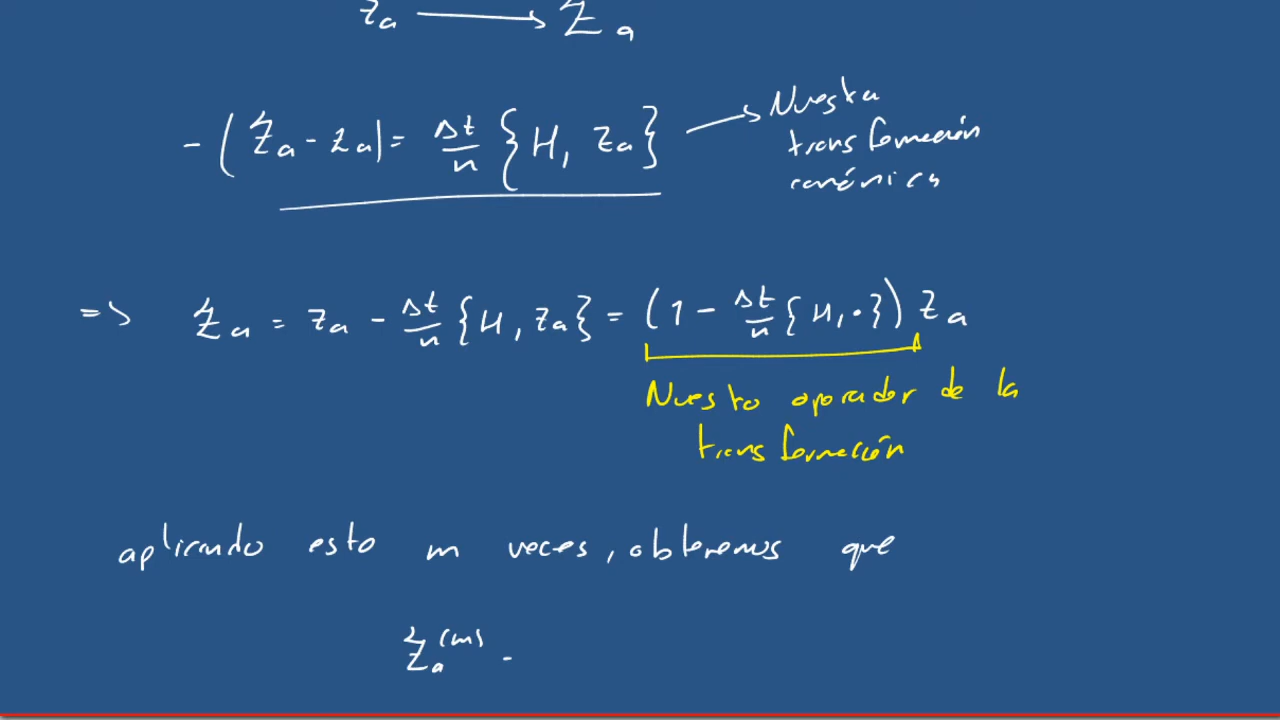 z_a ⟶ Z_a
-(Z_a - z_a) = Δt/n {H, z_a} → Nuestra
transformación
canónica
=> Z_a = z_a - Δt/n {H, z_a} = (1 - Δt/n {H, ·}) z_a
Nuestro operador de la
transformación
aplicando esto m veces, obtenemos que
Z_a^(m) -